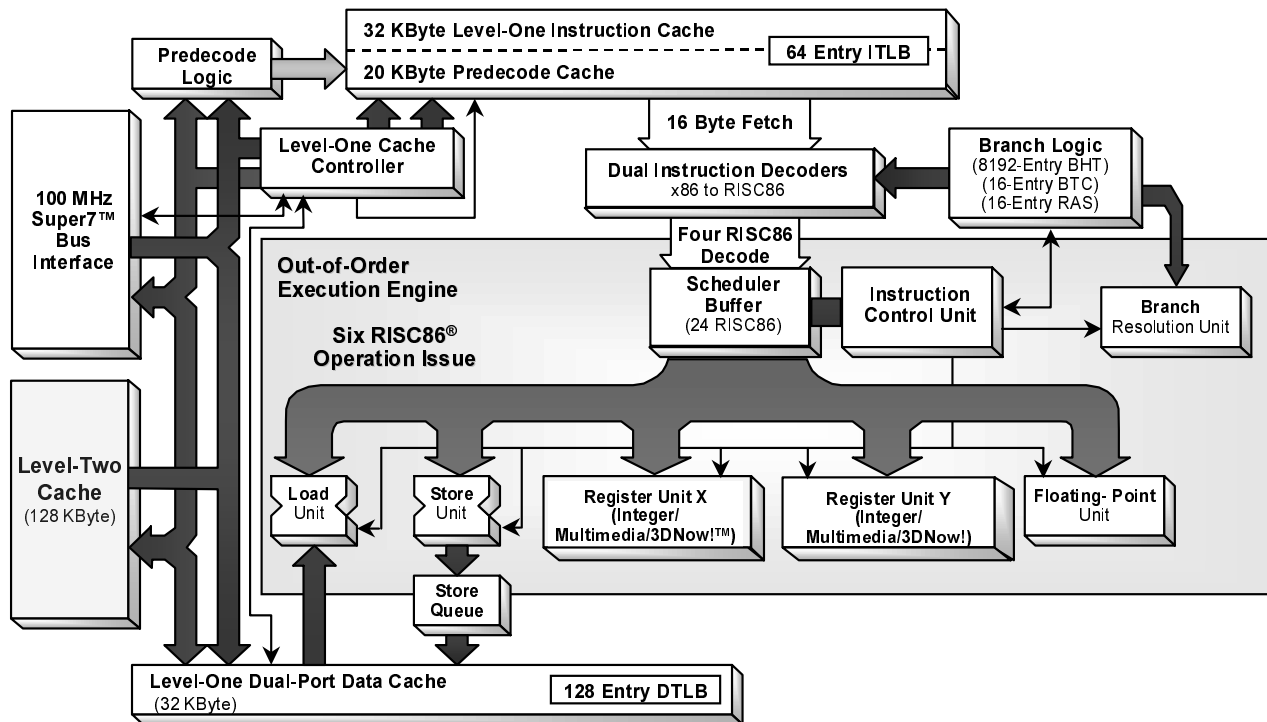 32 KByte Level-One Instruction Cache
64 Entry ITLB
20 KByte Predecode Cache
Predecode
Logic
16 Byte Fetch
Level-One Cache
Controller
Dual Instruction Decoders
x86 to RISC86
Branch Logic
(8192-Entry BHT)
(16-Entry BTC)
(16-Entry RAS)
100 MHz
Super7™
Bus
Interface
Four RISC86
Decode
Out-of-Order
Execution Engine
Scheduler
Buffer
(24 RISC86)
Instruction
Control Unit
Branch
Resolution Unit
Six RISC86®
Operation Issue
Level-Two
Cache
(128 KByte)
Load
Unit
Store
Unit
Register Unit X
(Integer/
Multimedia/3DNow!™)
Register Unit Y
(Integer/
Multimedia/3DNow!)
Floating- Point
Unit
Store
Queue
Level-One Dual-Port Data Cache
(32 KByte)
128 Entry DTLB